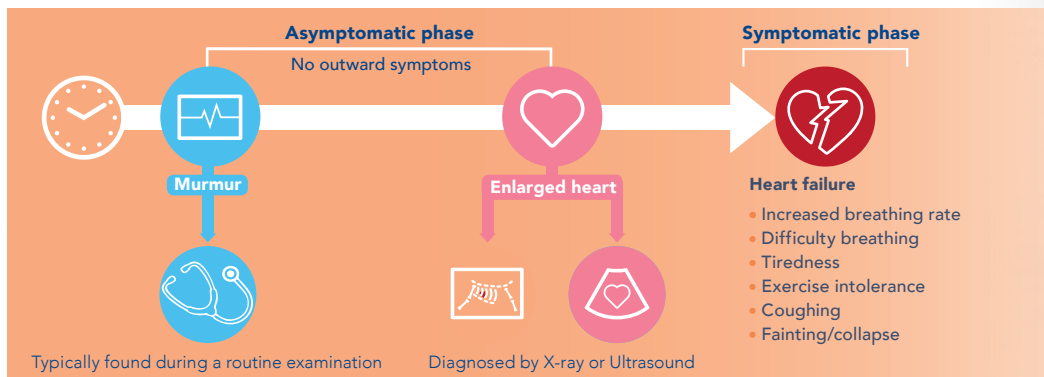 Asymptomatic phase
No outward symptoms
Symptomatic phase
Murmur
Enlarged heart
Typically found during a routine examination
Diagnosed by X-ray or Ultrasound
Heart failure
• Increased breathing rate
• Difficulty breathing
• Tiredness
• Exercise intolerance
• Coughing
• Fainting/collapse